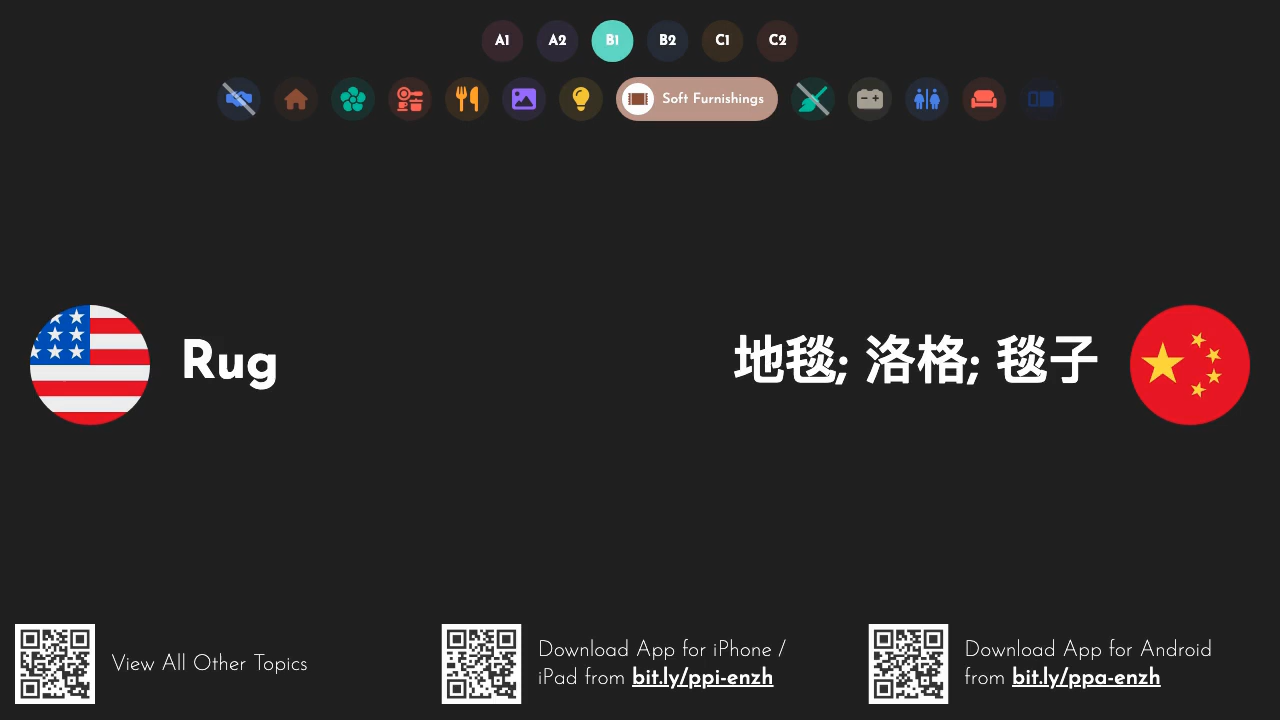 A1 A2 B1 B2 C1 C2
Soft Furnishings
Rug
地毯; 洛格; 毯子
View All Other Topics
Download App for iPhone /
iPad from bit.ly/ppi-enzh
Download App for Android
from bit.ly/ppa-enzh